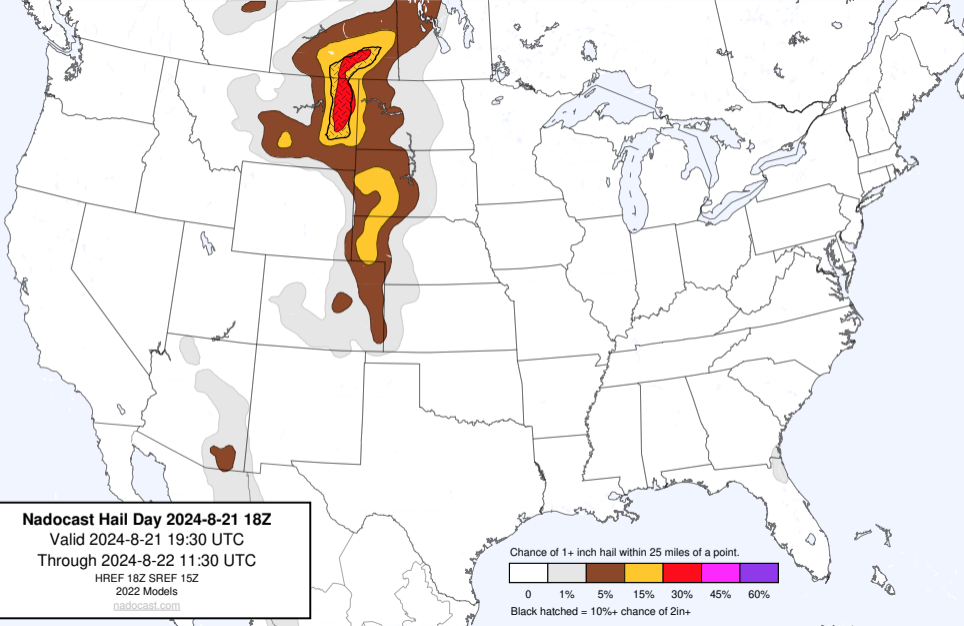 Nadocast Hail Day 2024-8-21 18Z
Valid 2024-8-21 19:30 UTC
Through 2024-8-22 11:30 UTC
HREF 18Z SREF 15Z
2022 Models
nadocast.com
Chance of 1+ inch hail within 25 miles of a point.
0 1% 5% 15% 30% 45% 60%
Black hatched = 10%+ chance of 2in+